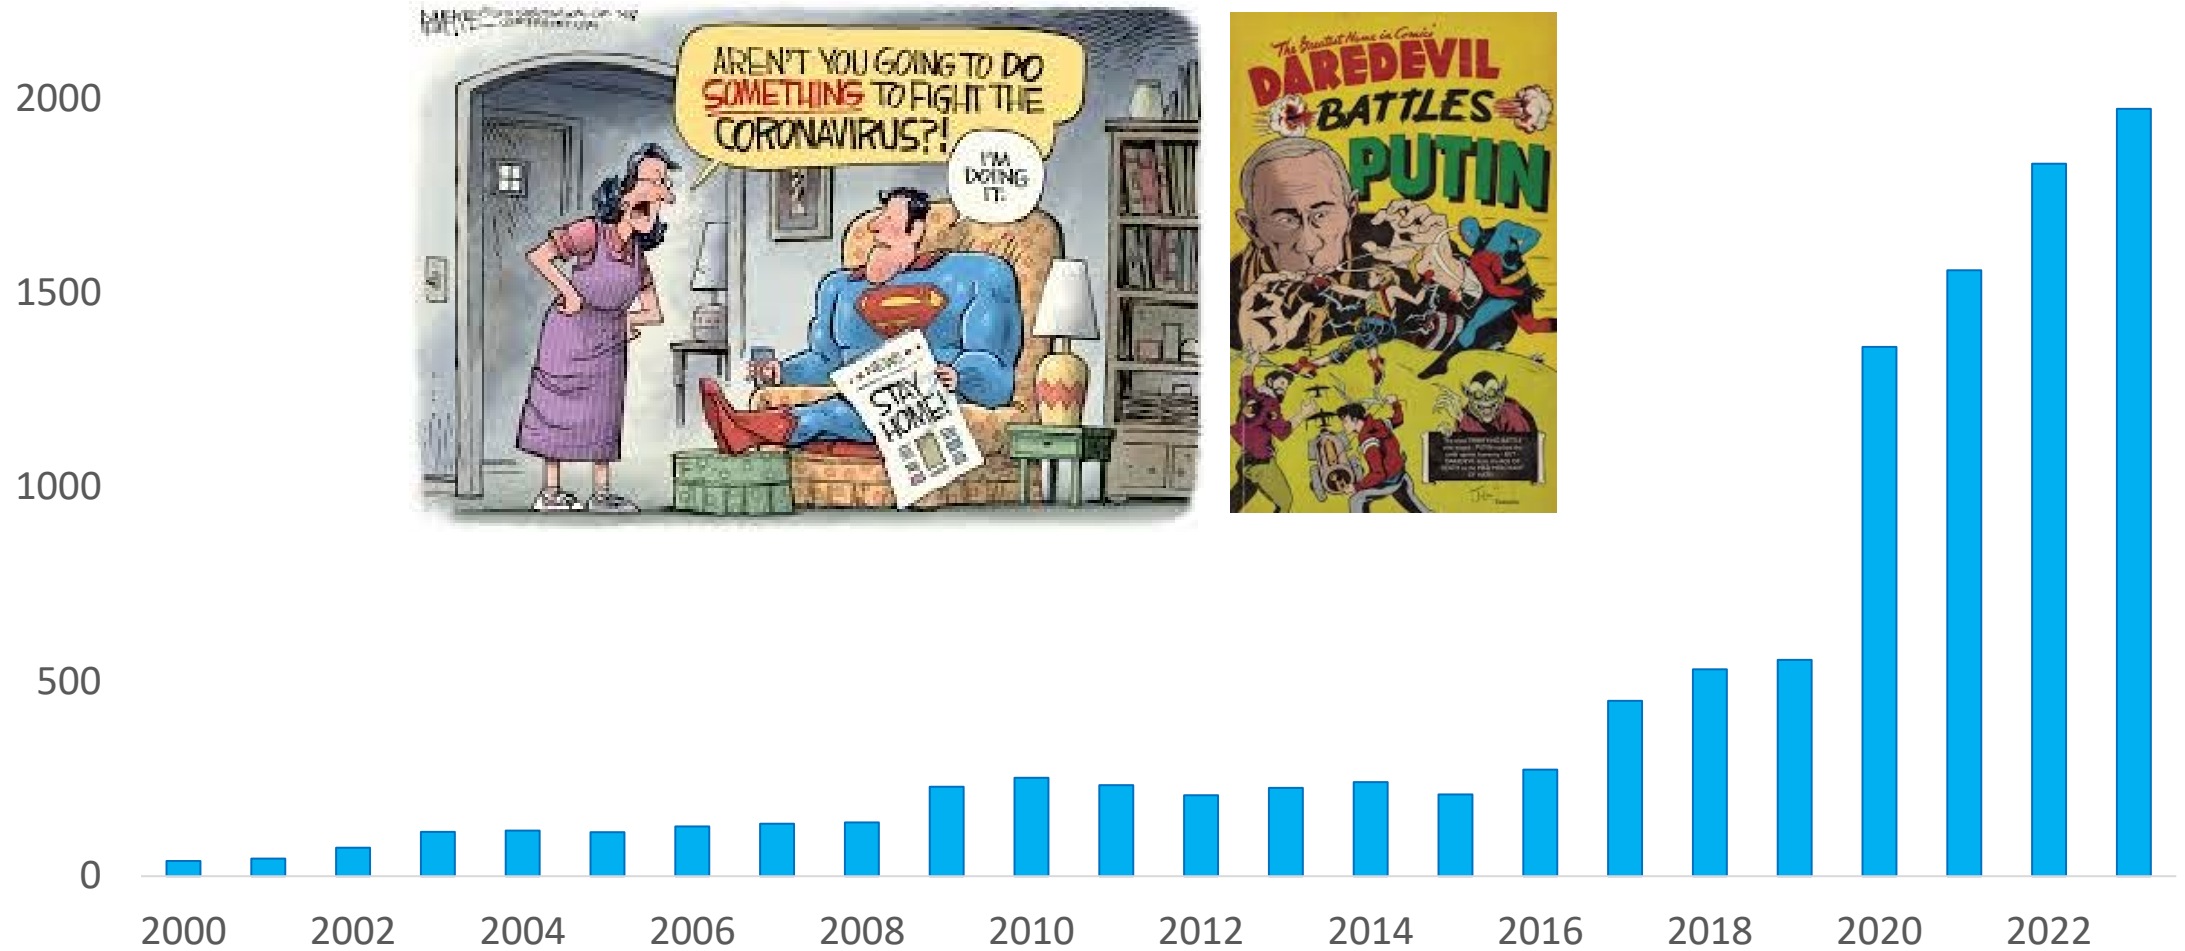 AREN'T YOU GOING TO DO
SOMETHING TO FIGHT THE
CORONAVIRUS?!
I'M
DOING
IT.
NEWS
STAY
HOME!
The Greatest Name in Comics
DAREDEVIL
BATTLES
PUTIN
2000
1500
1000
500
0
2000
2002
2004
2006
2008
2010
2012
2014
2016
2018
2020
2022